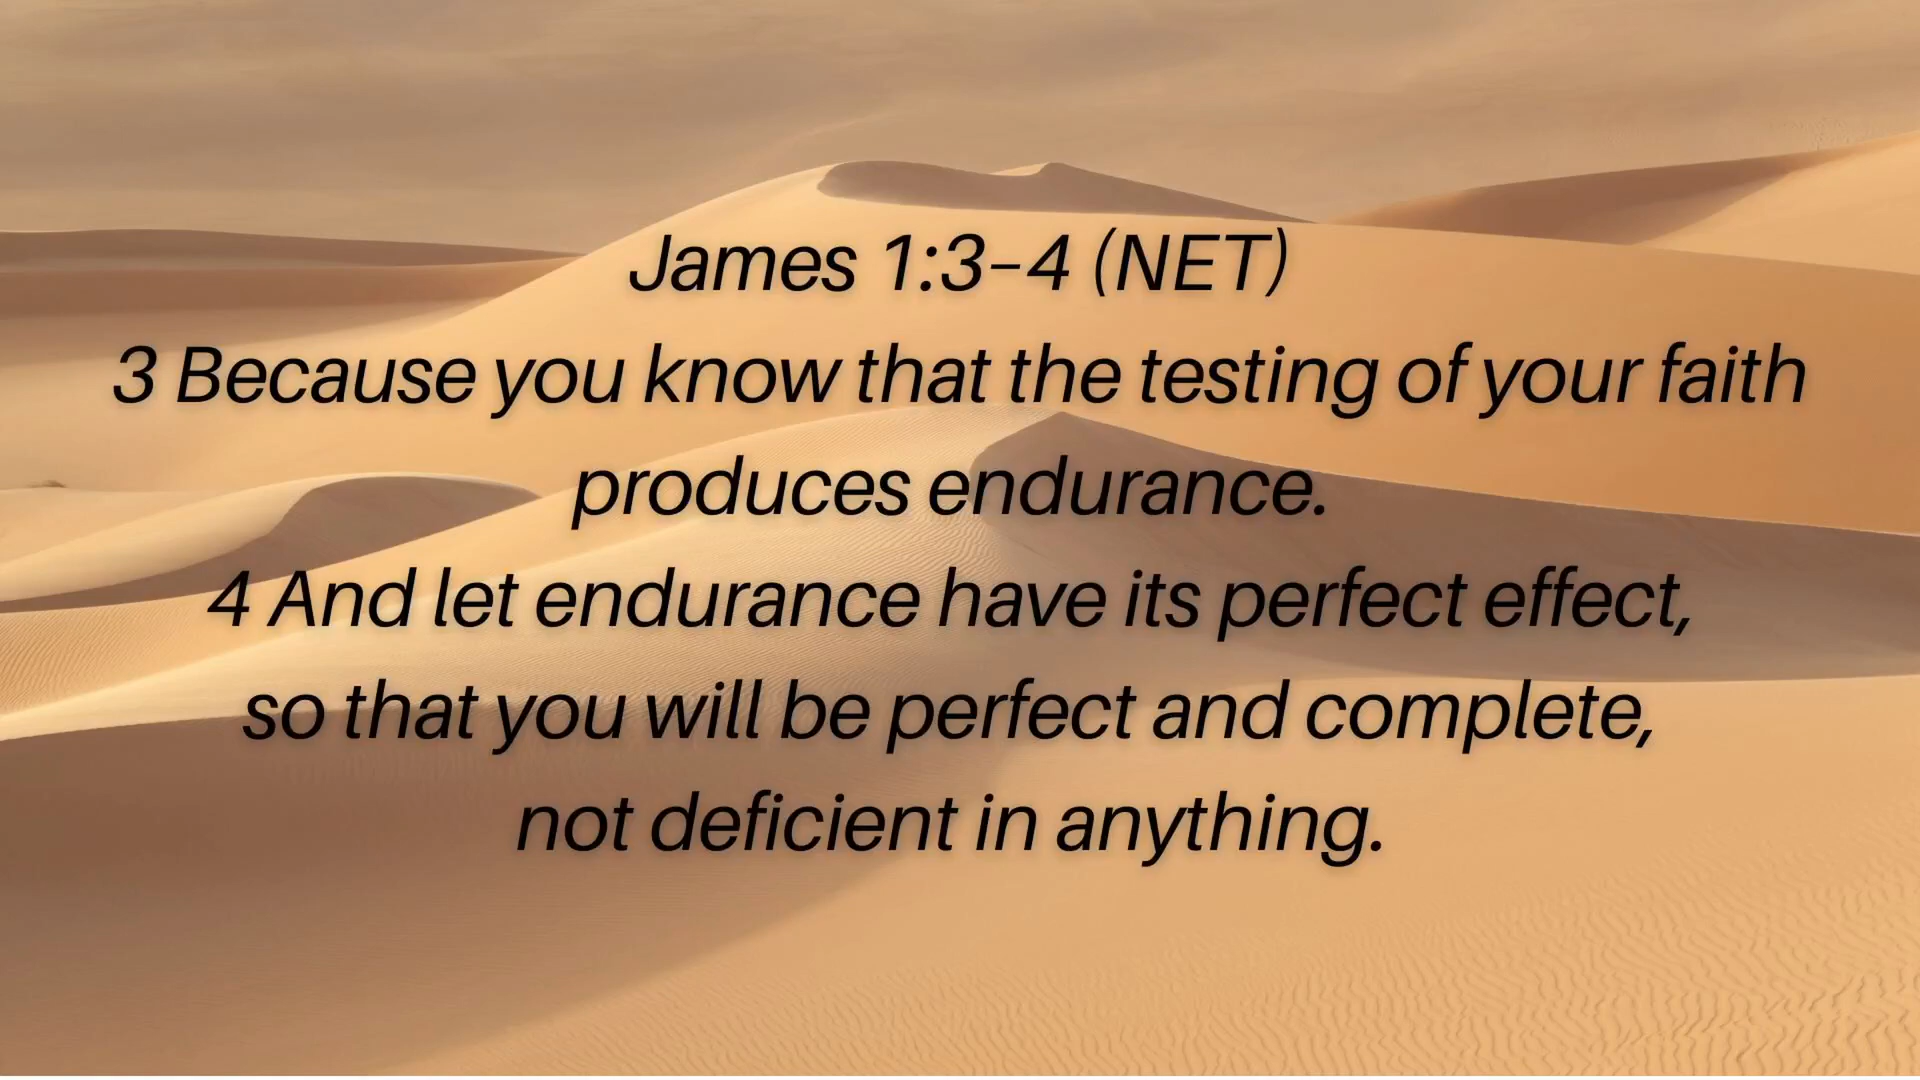 James 1:3–4 (NET)
3 Because you know that the testing of your faith
produces endurance.
4 And let endurance have its perfect effect,
so that you will be perfect and complete,
not deficient in anything.